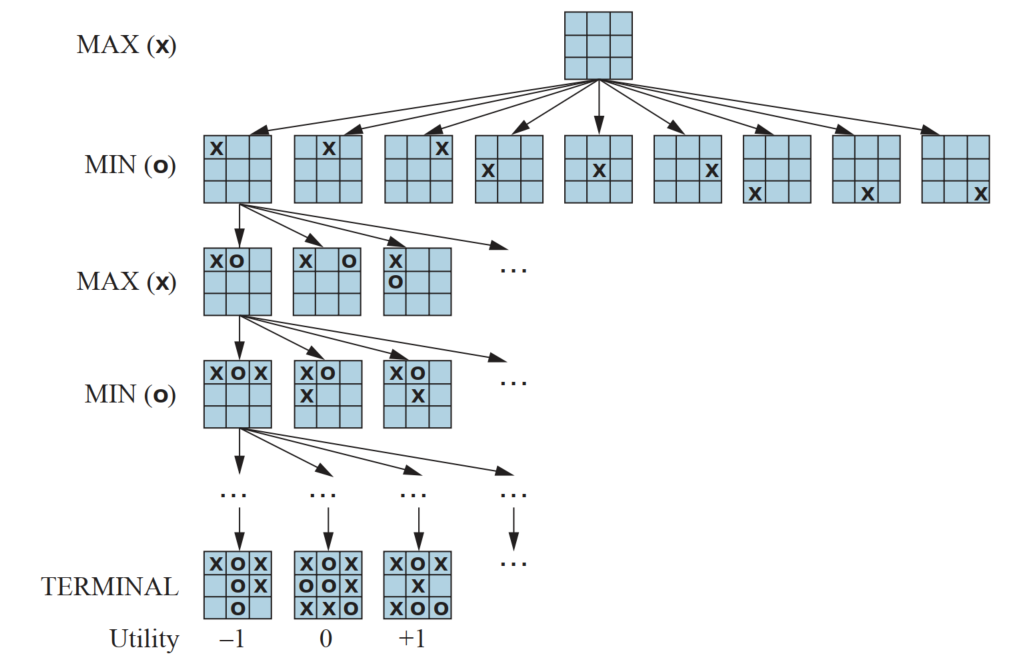 MAX (X)
MIN (O)
X X X
X X X
X X X
MAX (X)
X O X O X
O
...
MIN (O)
X O X X O X O
X X
...
... ... ... ...
TERMINAL
X O X X O X X O X
O X O O X X
O X X O X O O
...
Utility –1 0 +1